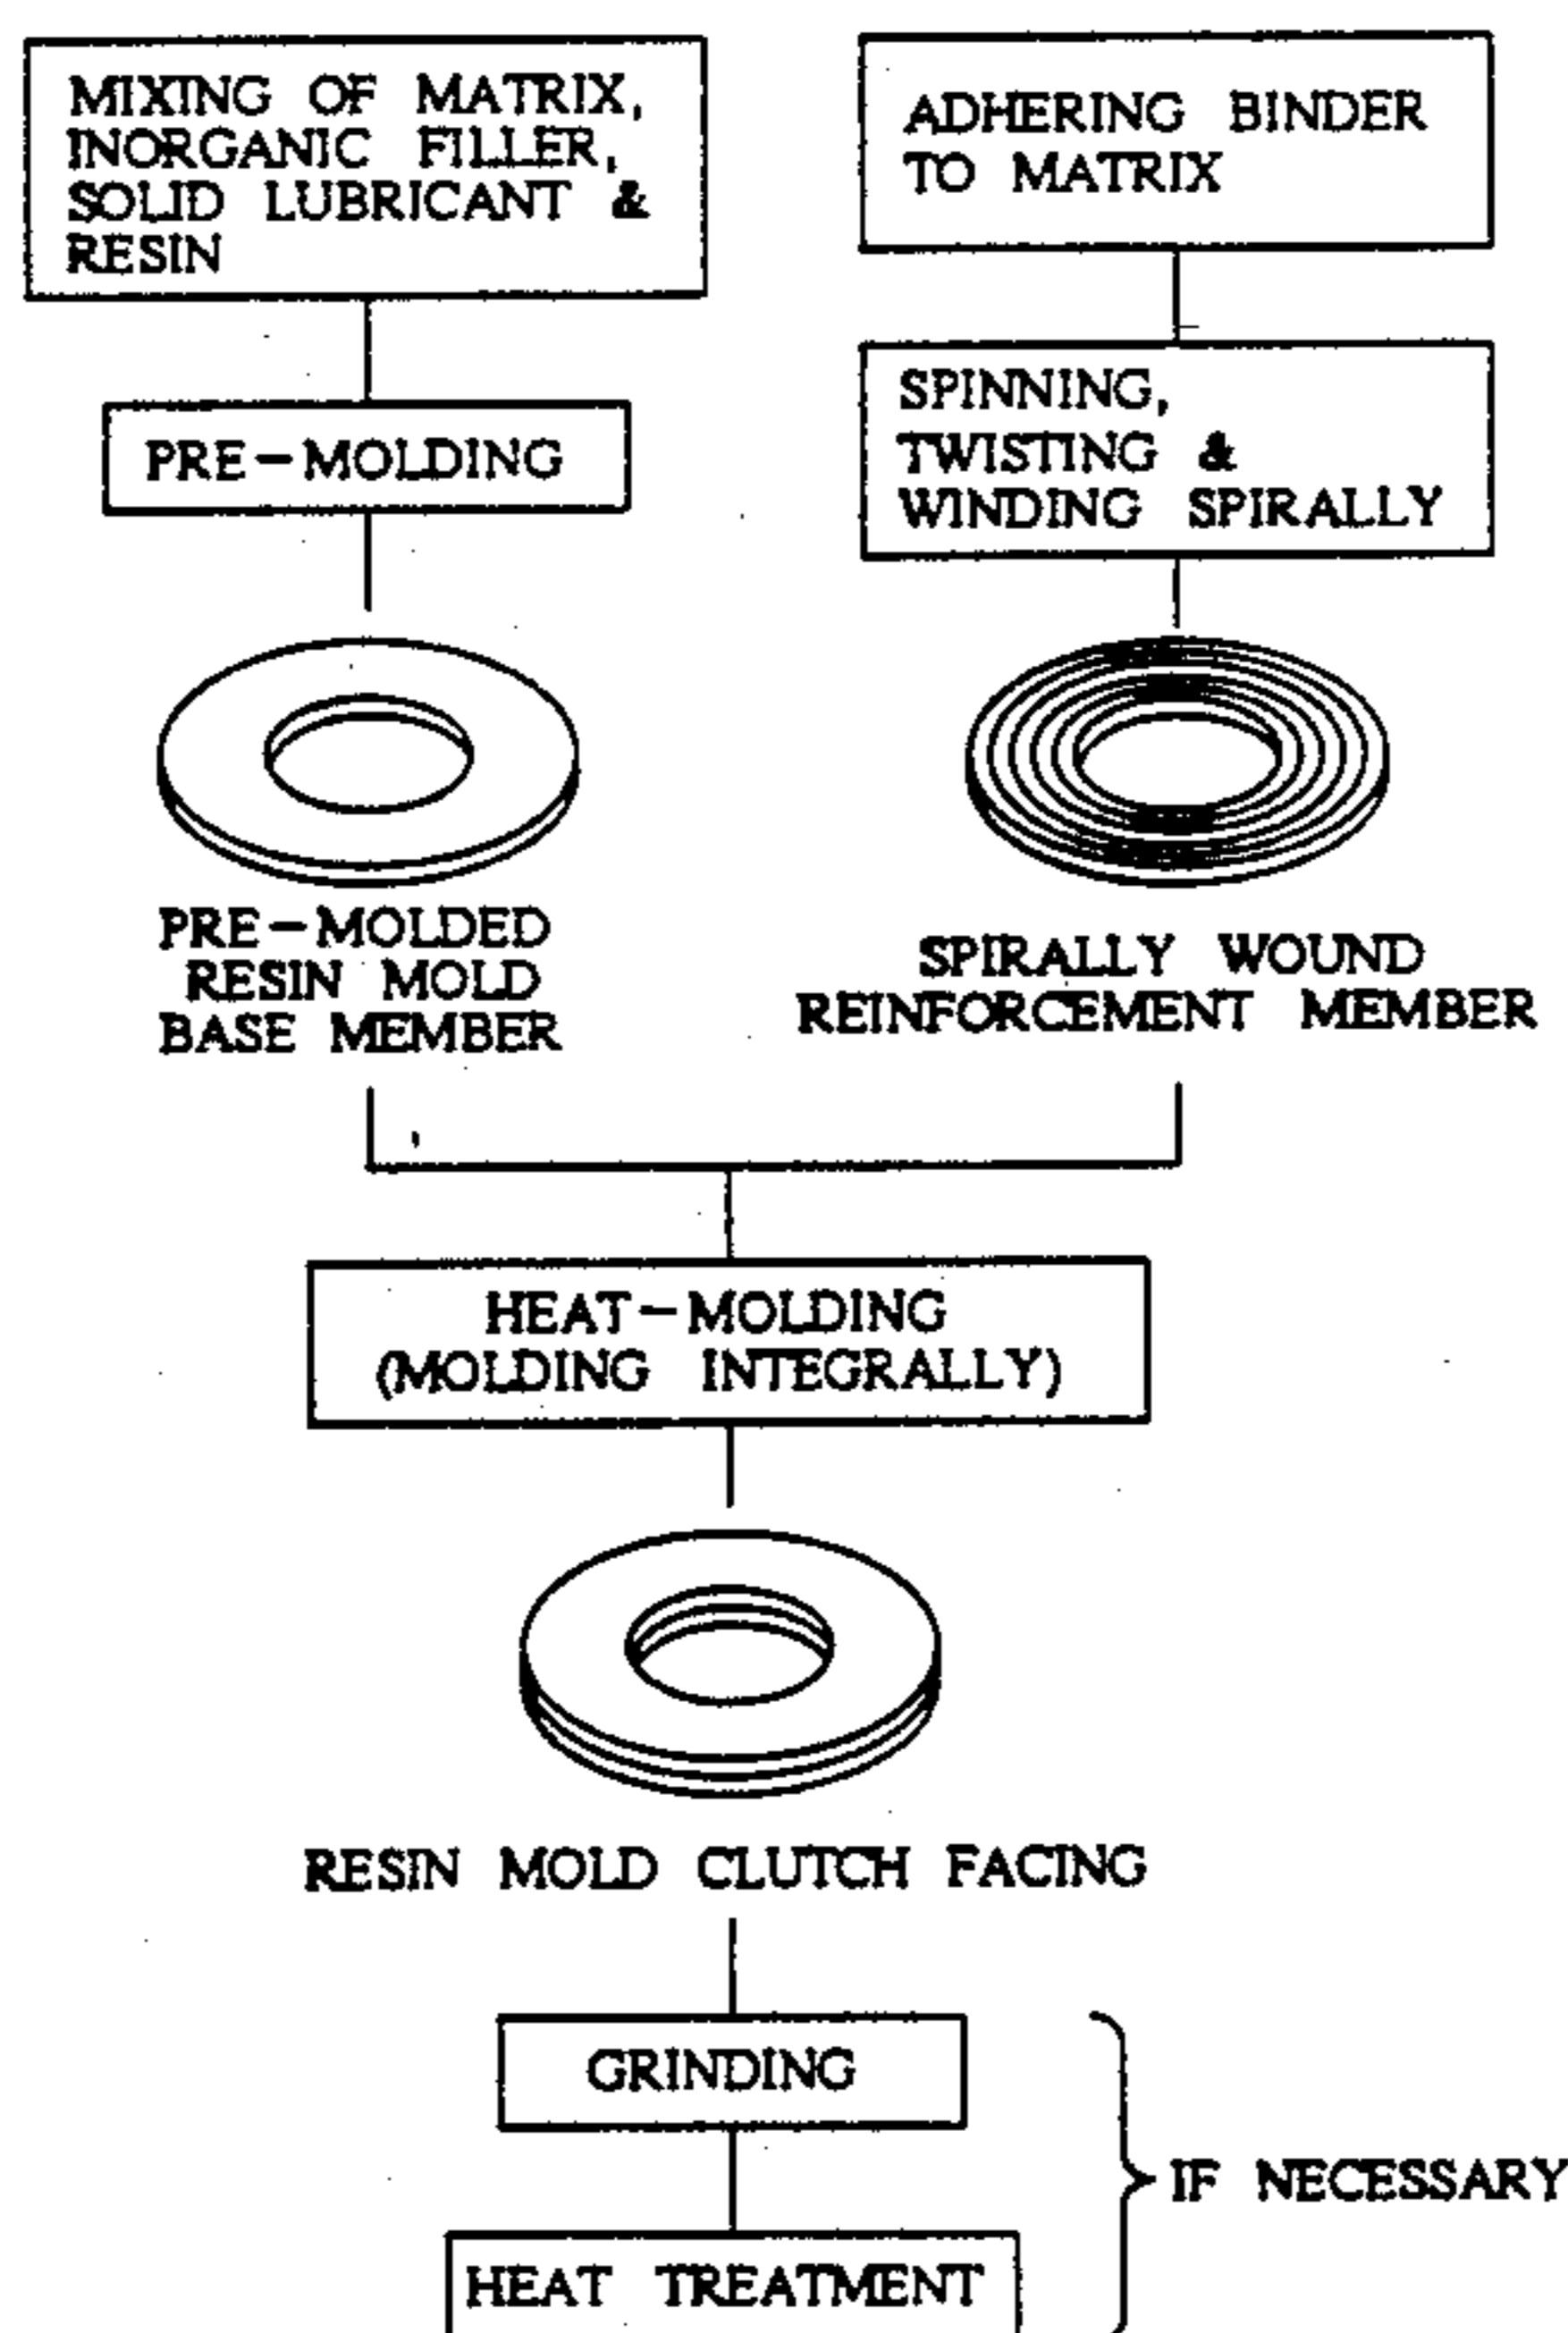 MIXING OF MATRIX,
INORGANIC FILLER,
SOLID LUBRICANT &
RESIN
PRE-MOLDING
PRE-MOLDED
RESIN MOLD
BASE MEMBER
ADHERING BINDER
TO MATRIX
SPINNING,
TWISTING &
WINDING SPIRALLY
SPIRALLY WOUND
REINFORCEMENT MEMBER
HEAT-MOLDING
(MOLDING INTEGRALLY)
RESIN MOLD CLUTCH FACING
GRINDING
HEAT TREATMENT
IF NECESSARY